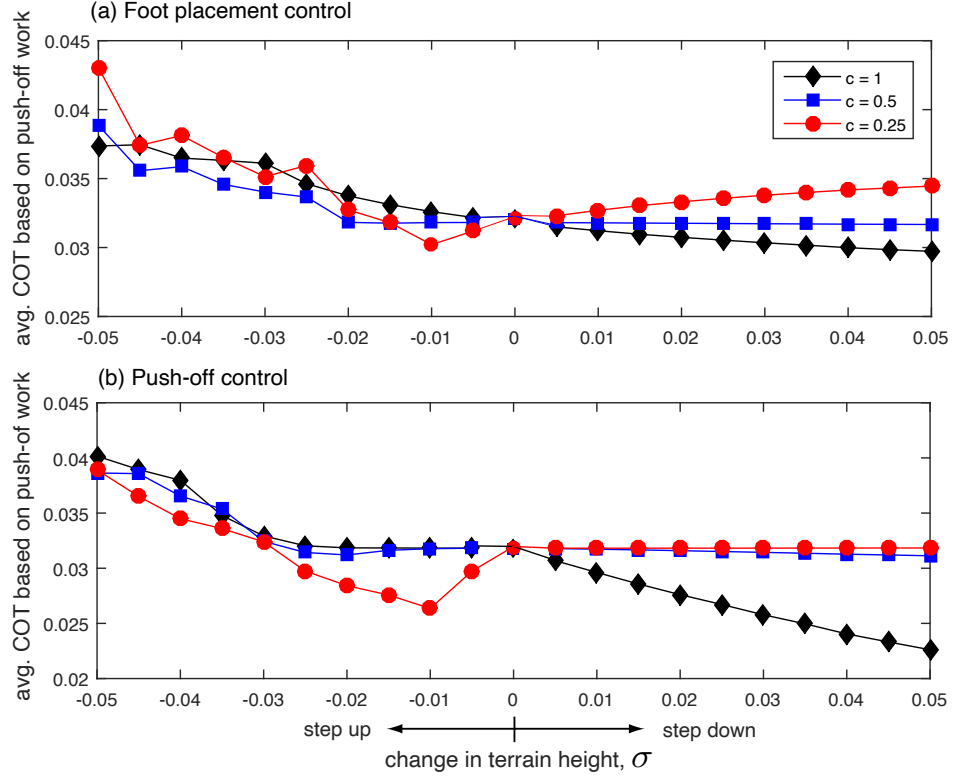 (a) Foot placement control
avg. COT based on push-off work
0.045
0.04
0.035
0.03
0.025
c = 1
c = 0.5
c = 0.25
-0.05 -0.04 -0.03 -0.02 -0.01 0 0.01 0.02 0.03 0.04 0.05
(b) Push-off control
avg. COT based on push-of work
0.045
0.04
0.035
0.03
0.025
0.02
-0.05 -0.04 -0.03 -0.02 -0.01 0 0.01 0.02 0.03 0.04 0.05
step up step down
change in terrain height, σ